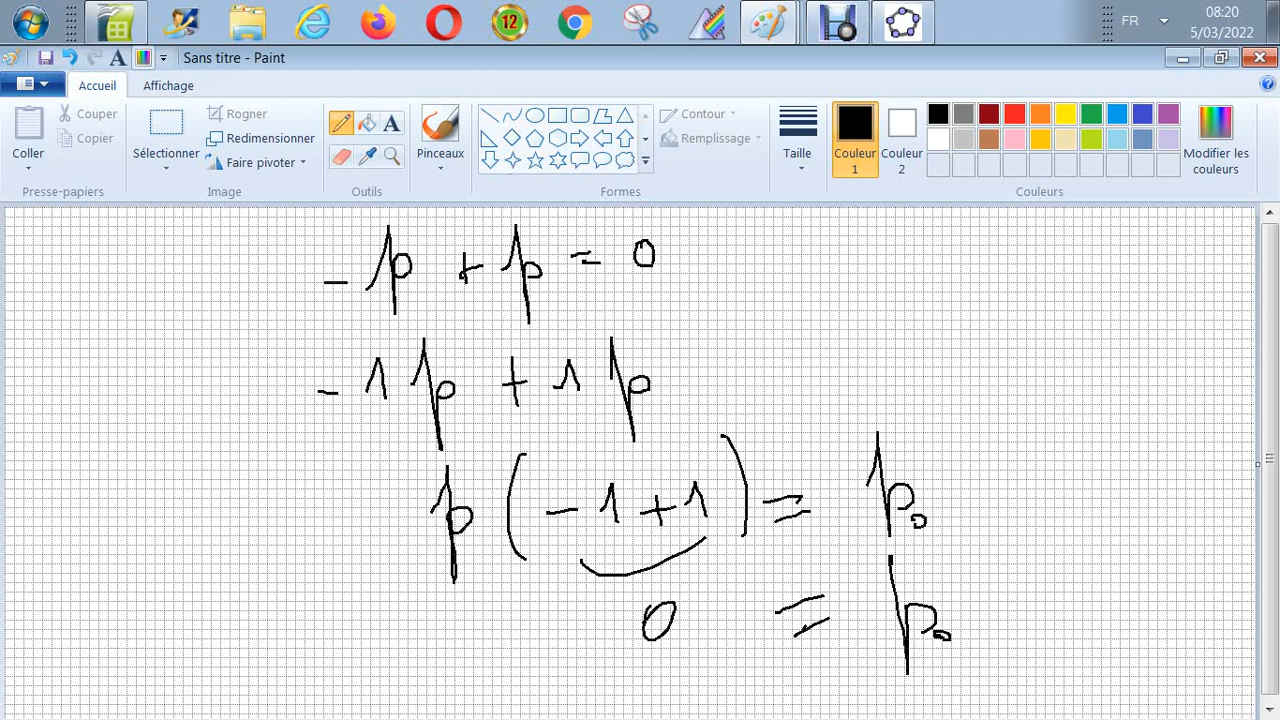 12
FR
08:20
5/03/2022
Sans titre - Paint
Accueil
Affichage
Coller
Couper
Copier
Presse-papiers
Sélectionner
Rogner
Redimensionner
Faire pivoter
Image
A
Outils
Pinceaux
Contour
Remplissage
Formes
Taille
Couleur 1
Couleur 2
Modifier les couleurs
Couleurs
- p + p = 0
- 1 p + 1 p
p ( - 1 + 1 ) = p 0
0 = p 0